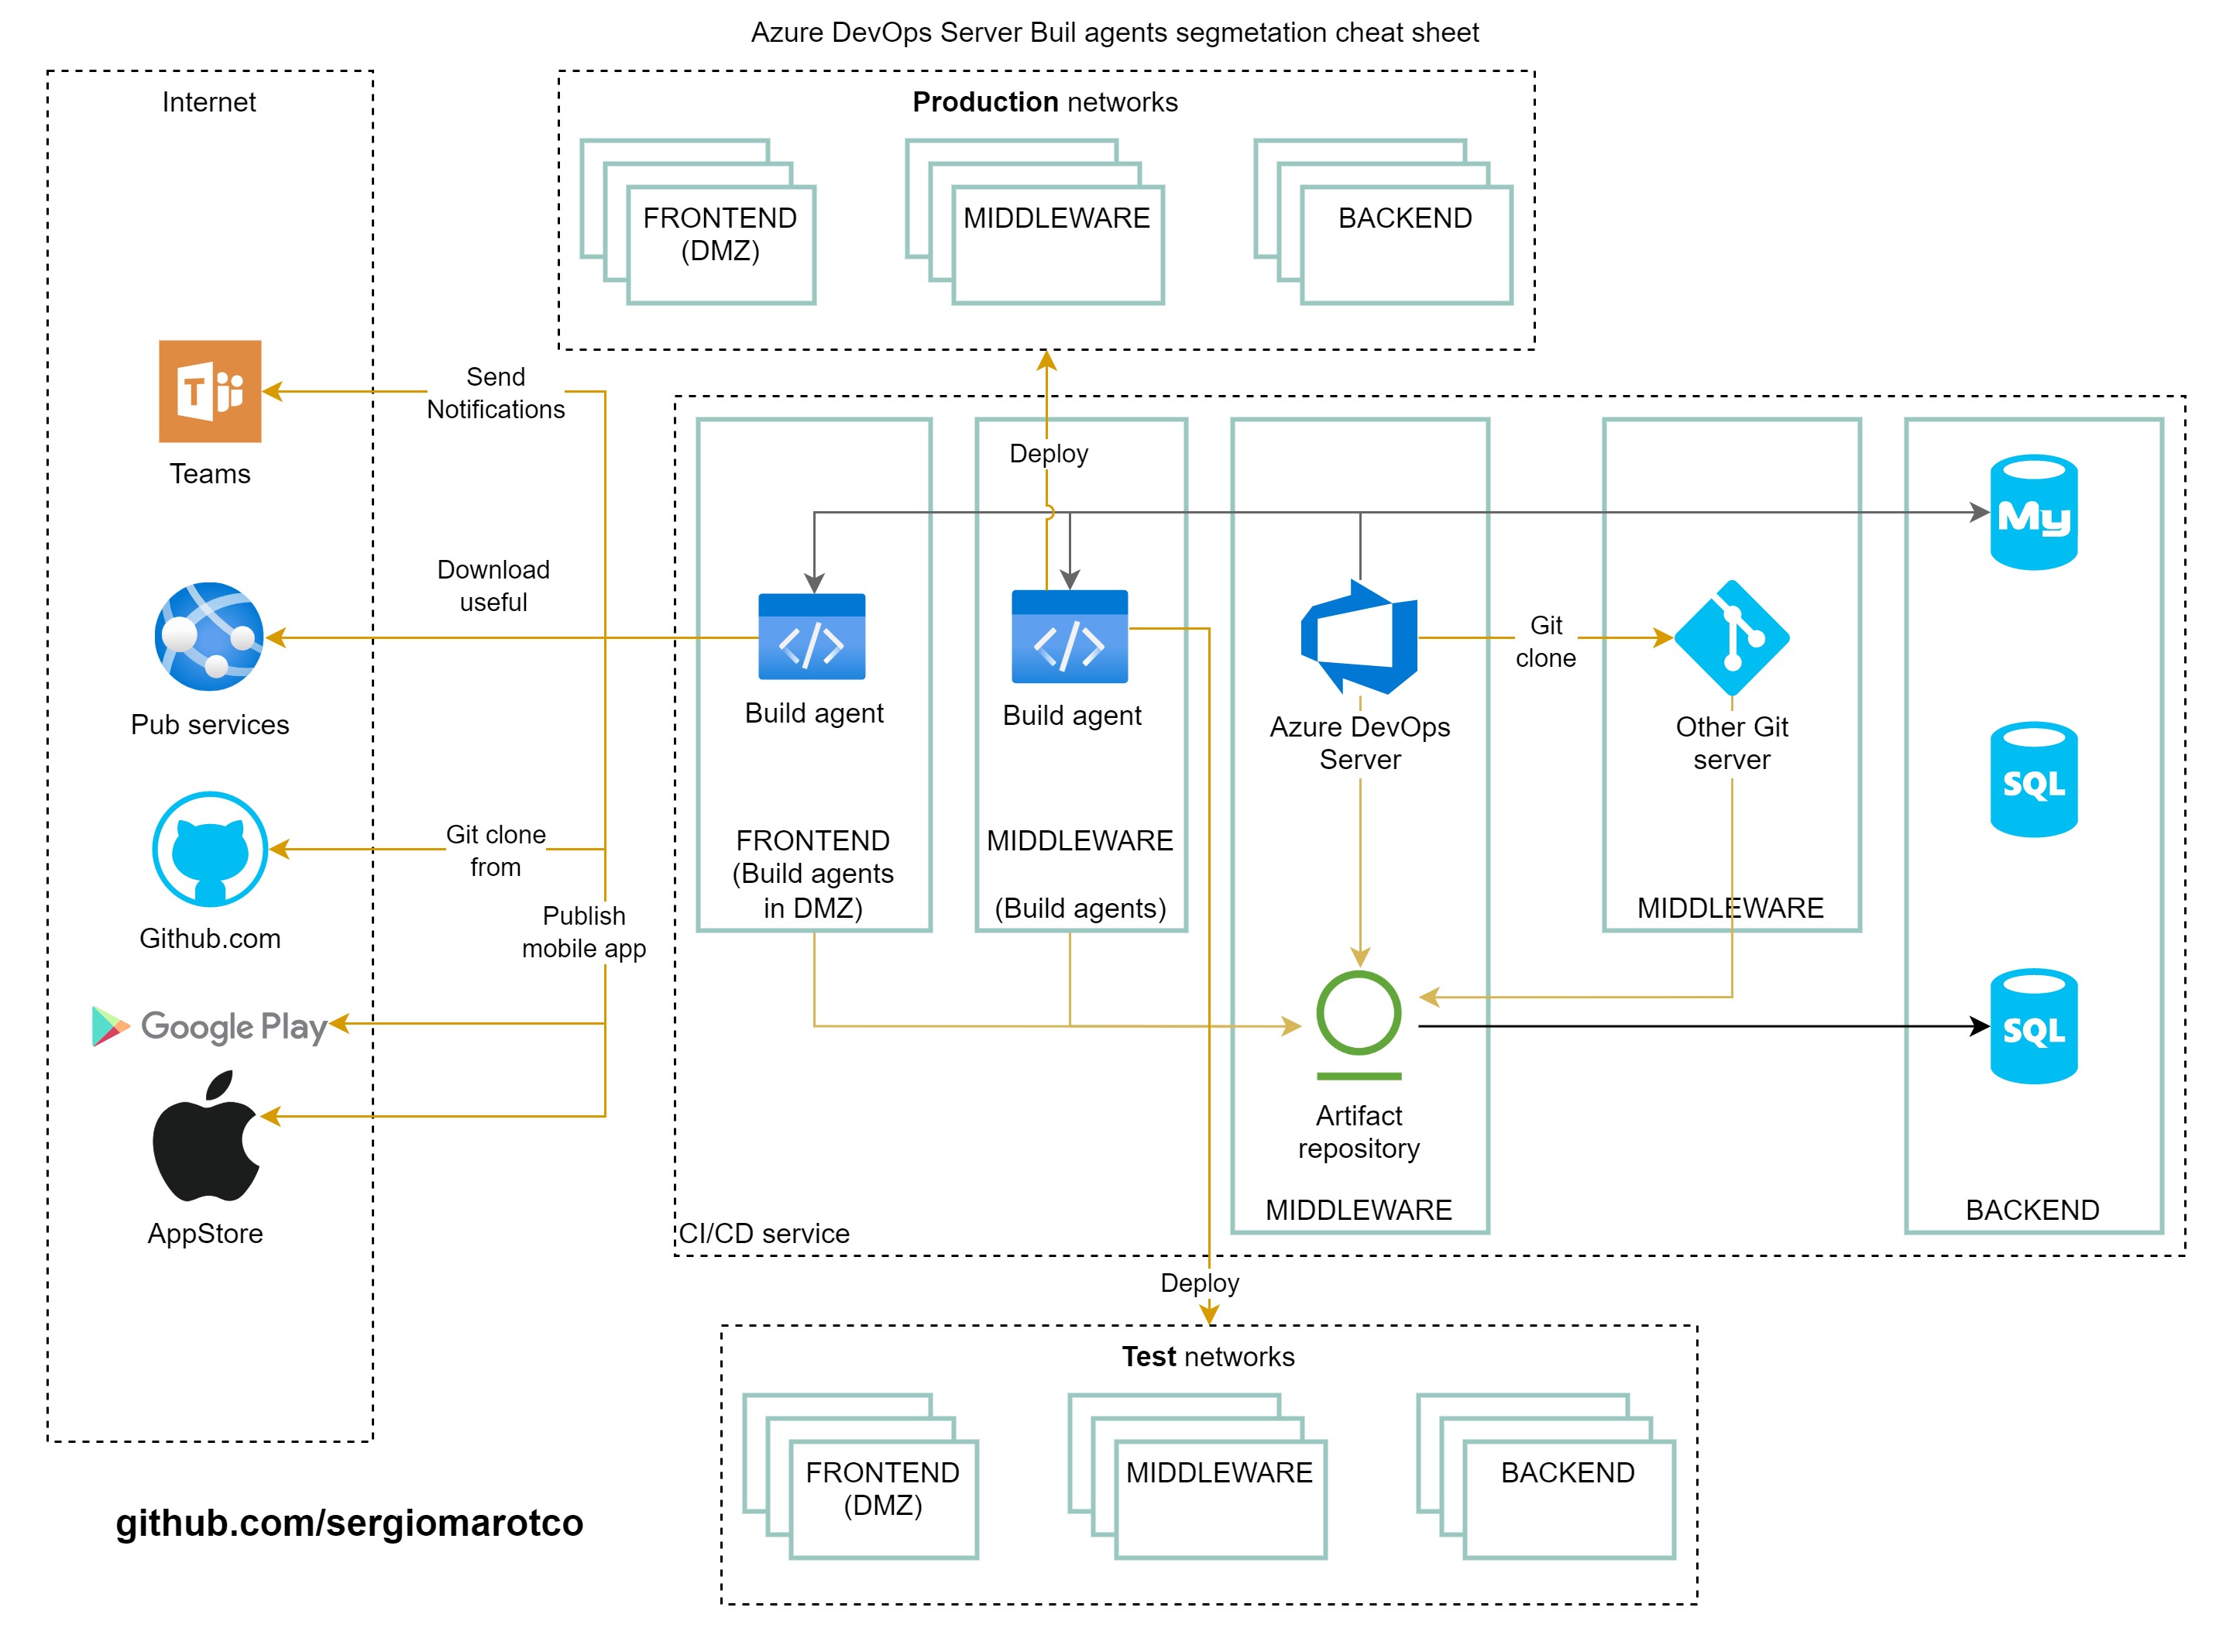 Azure DevOps Server Buil agents segmetation cheat sheet
Internet
Production networks
FRONTEND
(DMZ)
MIDDLEWARE
BACKEND
Send
Notifications
Teams
Deploy
My
Download
useful
Pub services
Build agent
Build agent
Azure DevOps
Server
Git
clone
Other Git
server
SQL
Git clone
from
Github.com
FRONTEND
(Build agents
in DMZ)
MIDDLEWARE
(Build agents)
MIDDLEWARE
Publish
mobile app
Google Play
AppStore
SQL
Artifact
repository
MIDDLEWARE
BACKEND
CI/CD service
Deploy
Test networks
FRONTEND
(DMZ)
MIDDLEWARE
BACKEND
github.com/sergiomarotco